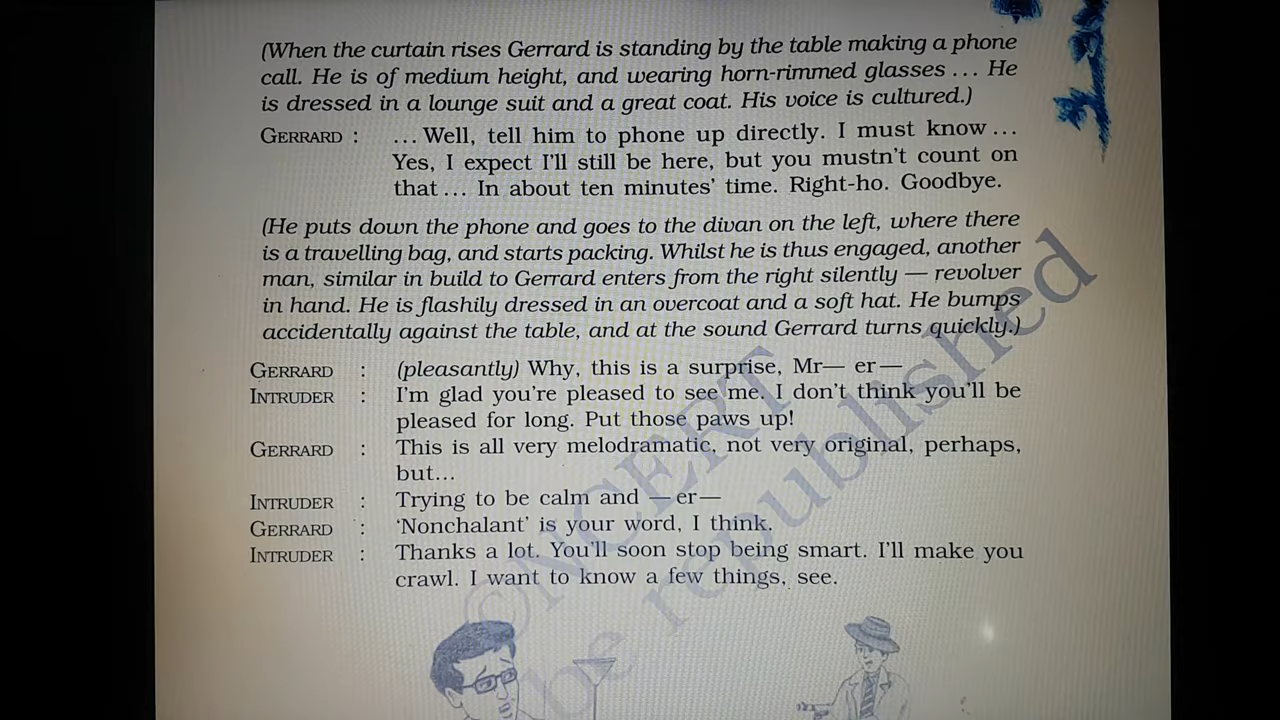 (When the curtain rises Gerrard is standing by the table making a phone
call. He is of medium height, and wearing horn-rimmed glasses ... He
is dressed in a lounge suit and a great coat. His voice is cultured.)
GERRARD : ... Well, tell him to phone up directly. I must know ...
Yes, I expect I'll still be here, but you mustn't count on
that ... In about ten minutes' time. Right-ho. Goodbye.
(He puts down the phone and goes to the divan on the left, where there
is a travelling bag, and starts packing. Whilst he is thus engaged, another
man, similar in build to Gerrard enters from the right silently — revolver
in hand. He is flashily dressed in an overcoat and a soft hat. He bumps
accidentally against the table, and at the sound Gerrard turns quickly.)
GERRARD : (pleasantly) Why, this is a surprise, Mr— er—
INTRUDER : I'm glad you're pleased to see me. I don't think you'll be
pleased for long. Put those paws up!
GERRARD : This is all very melodramatic, not very original, perhaps,
but...
INTRUDER : Trying to be calm and —er—
GERRARD : 'Nonchalant' is your word, I think.
INTRUDER : Thanks a lot. You'll soon stop being smart. I'll make you
crawl. I want to know a few things, see.
©NCERT
be republished